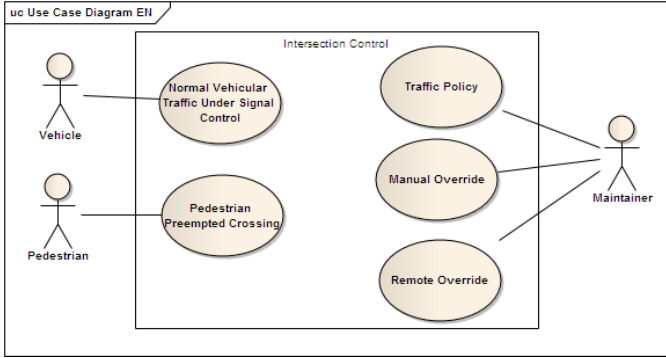 uc Use Case Diagram EN
Intersection Control
Normal Vehicular
Traffic Under Signal
Control
Traffic Policy
Vehicle
Manual Override
Maintainer
Pedestrian
Preempted Crossing
Pedestrian
Remote Override